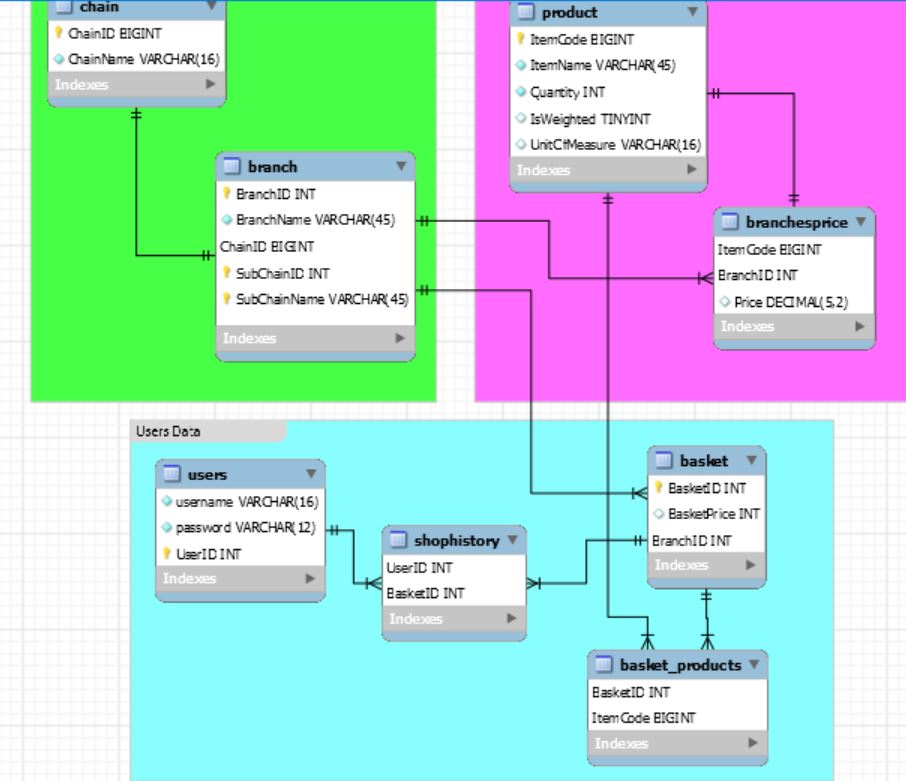 chain
ChainID BIGINT
ChainName VARCHAR(16)
Indexes
branch
BranchID INT
BranchName VARCHAR(45)
ChainID BIGINT
SubChainID INT
SubChainName VARCHAR(45)
Indexes
product
ItemCode BIGINT
ItemName VARCHAR(45)
Quantity INT
IsWeighted TINYINT
UnitOfMeasure VARCHAR(16)
Indexes
branchesprice
ItemCode BIGINT
BranchID INT
Price DECIMAL(5,2)
Indexes
Users Data
users
username VARCHAR(16)
password VARCHAR(12)
UserID INT
Indexes
shophistory
UserID INT
BasketID INT
Indexes
basket
BasketID INT
BasketPrice INT
BranchID INT
Indexes
basket_products
BasketID INT
ItemCode BIGINT
Indexes